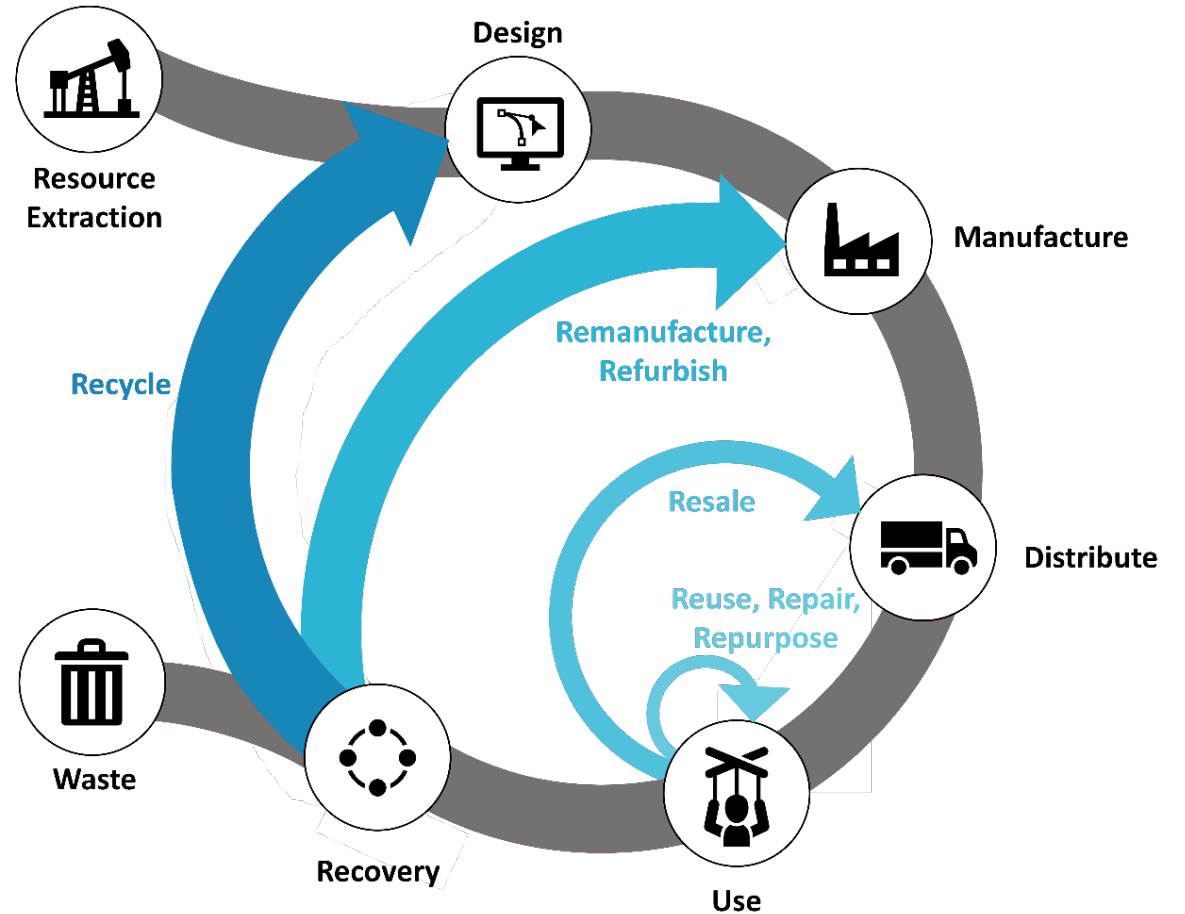 Design
Resource
Extraction
Manufacture
Remanufacture,
Refurbish
Recycle
Resale
Distribute
Reuse, Repair,
Repurpose
Waste
Recovery
Use